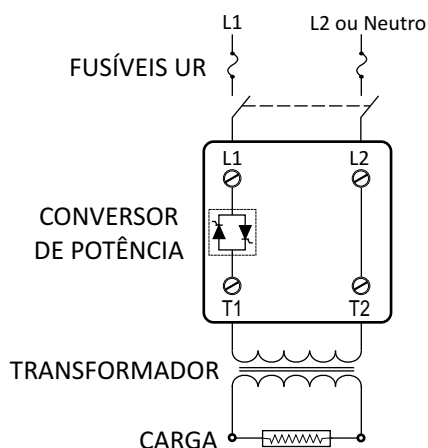 L1
L2 ou Neutro
FUSÍVEIS UR
L1
L2
CONVERSOR
DE POTÊNCIA
T1
T2
TRANSFORMADOR
CARGA